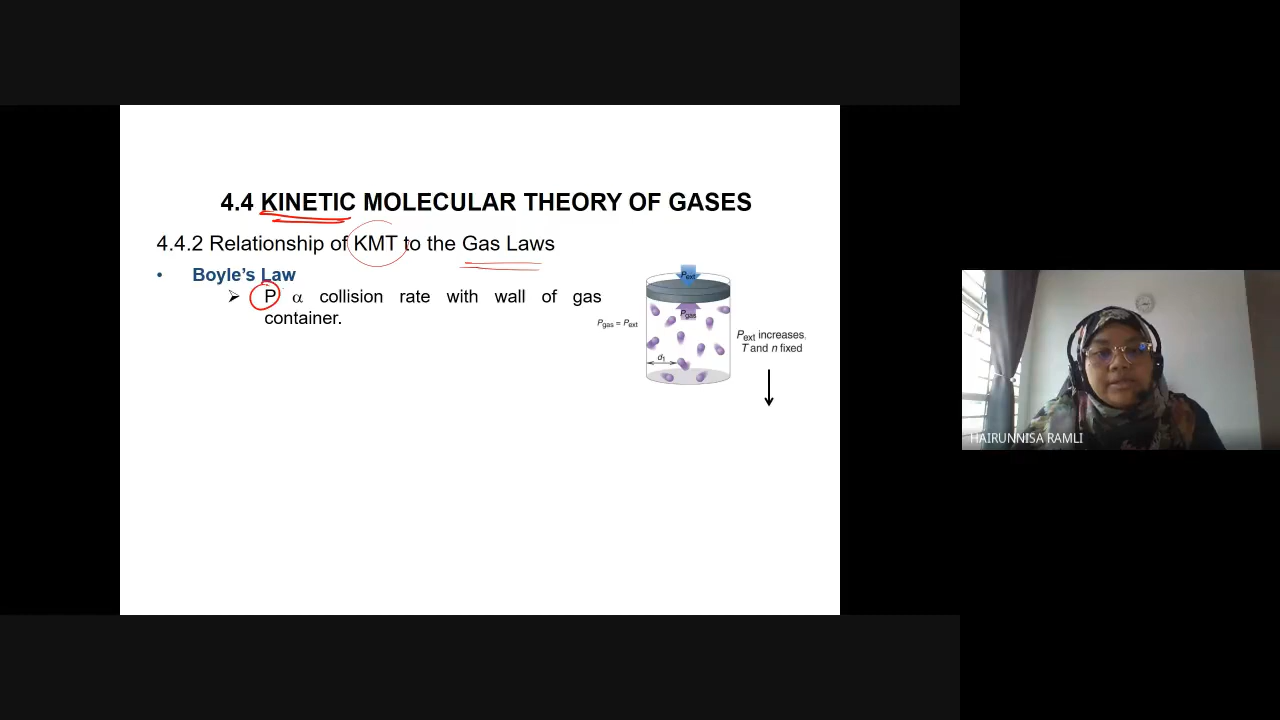 4.4 KINETIC MOLECULAR THEORY OF GASES
4.4.2 Relationship of KMT to the Gas Laws
• Boyle's Law
➢ P α collision rate with wall of gas
container.
Pext
Pgas
Pgas = Pext
d1
Pext increases,
T and n fixed
HAIRUNNISA RAMLI